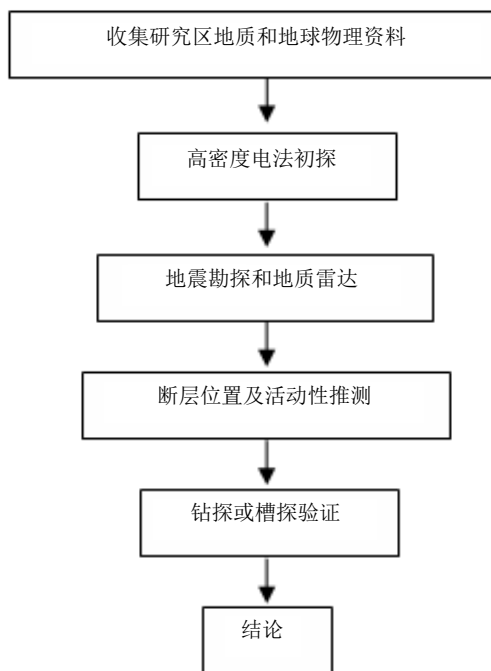 收集研究区地质和地球物理资料
高密度电法初探
地震勘探和地质雷达
断层位置及活动性推测
钻探或槽探验证
结论